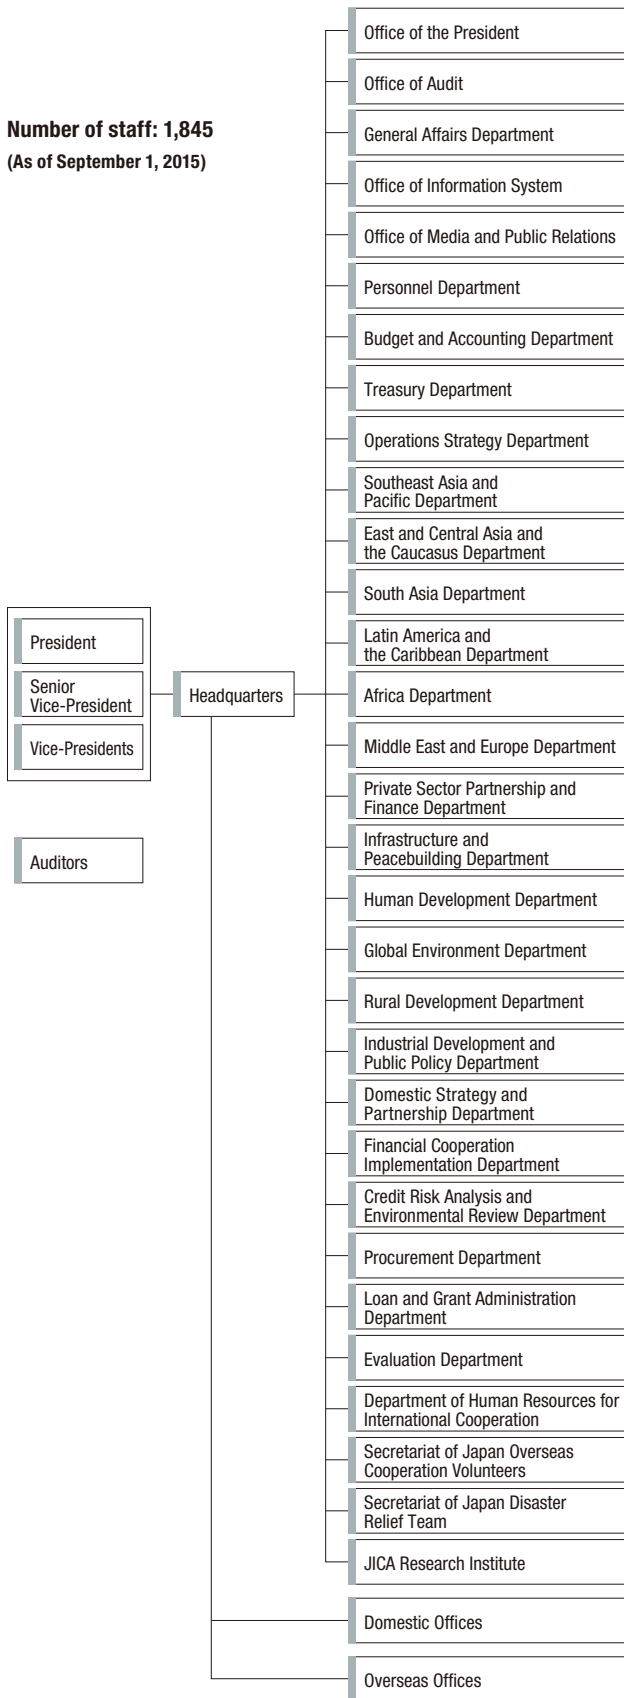 Number of staff: 1,845
(As of September 1, 2015)
President
Senior
Vice-President
Vice-Presidents
Auditors
Headquarters
Office of the President
Office of Audit
General Affairs Department
Office of Information System
Office of Media and Public Relations
Personnel Department
Budget and Accounting Department
Treasury Department
Operations Strategy Department
Southeast Asia and
Pacific Department
East and Central Asia and
the Caucasus Department
South Asia Department
Latin America and
the Caribbean Department
Africa Department
Middle East and Europe Department
Private Sector Partnership and
Finance Department
Infrastructure and
Peacebuilding Department
Human Development Department
Global Environment Department
Rural Development Department
Industrial Development and
Public Policy Department
Domestic Strategy and
Partnership Department
Financial Cooperation
Implementation Department
Credit Risk Analysis and
Environmental Review Department
Procurement Department
Loan and Grant Administration
Department
Evaluation Department
Department of Human Resources for
International Cooperation
Secretariat of Japan Overseas
Cooperation Volunteers
Secretariat of Japan Disaster
Relief Team
JICA Research Institute
Domestic Offices
Overseas Offices